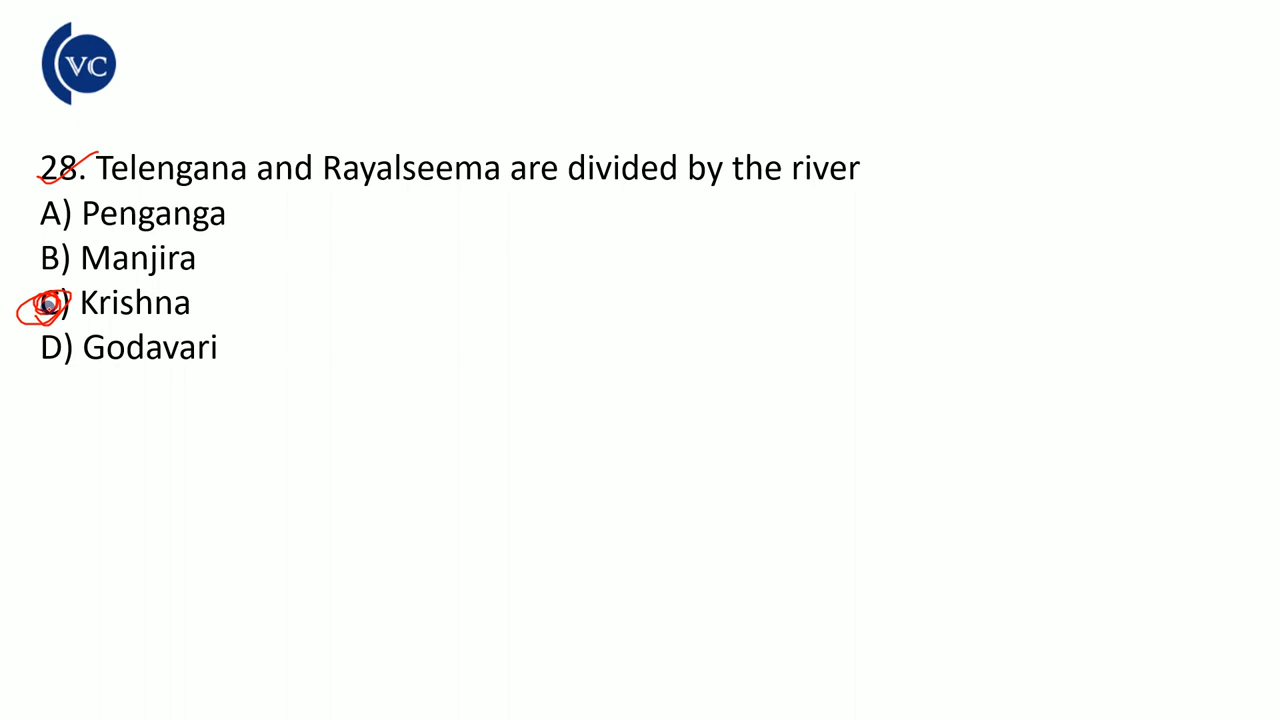 VC
28. Telengana and Rayalseema are divided by the river
A) Penganga
B) Manjira
C) Krishna
D) Godavari